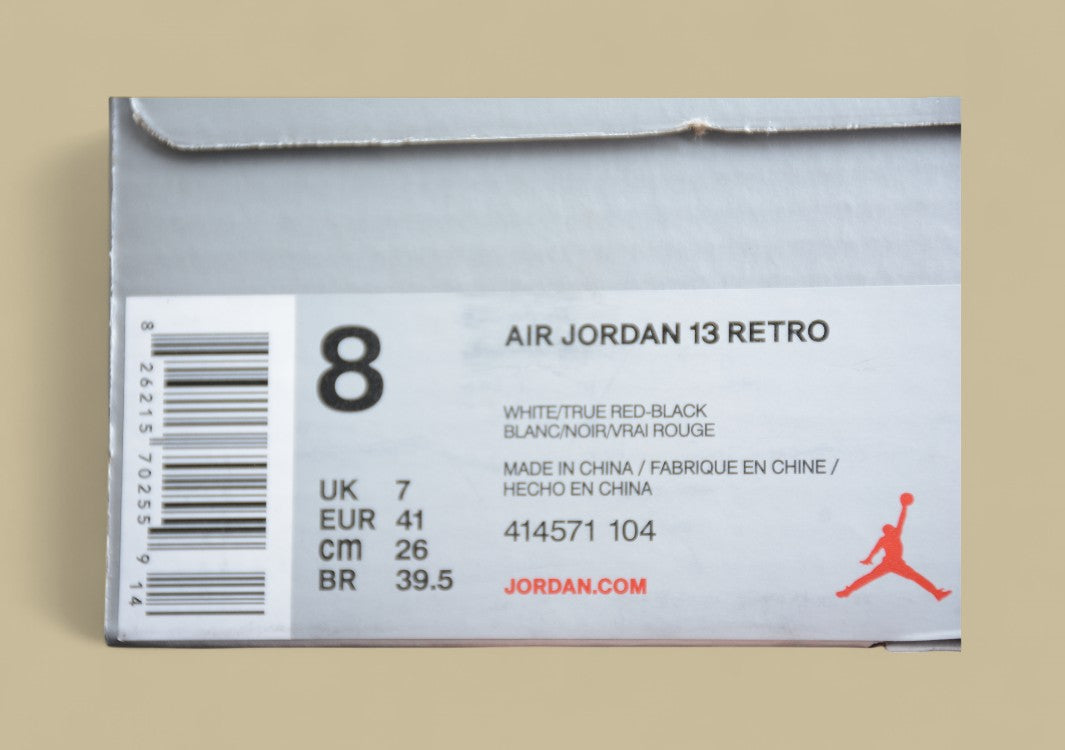 8 26215 70255 9 14
8
UK 7
EUR 41
cm 26
BR 39.5
AIR JORDAN 13 RETRO
WHITE/TRUE RED-BLACK
BLANC/NOIR/VRAI ROUGE
MADE IN CHINA / FABRIQUE EN CHINE /
HECHO EN CHINA
414571 104
JORDAN.COM